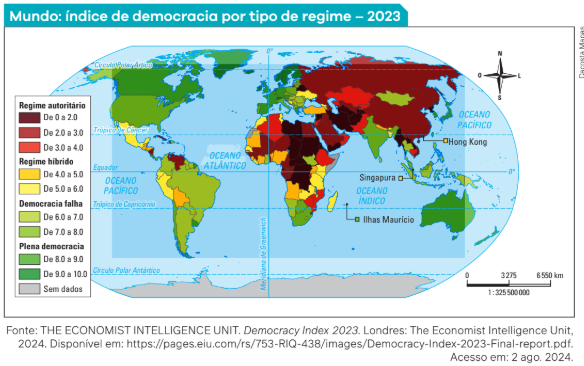 Mundo: índice de democracia por tipo de regime – 2023
Dacosta Mapas
Círculo Polar Ártico
0°
N
O
L
S
Regime autoritário
De 0 a 2.0
De 2.0 a 3.0
De 3.0 a 4.0
Regime híbrido
De 4.0 a 5.0
De 5.0 a 6.0
Democracia falha
De 6.0 a 7.0
De 7.0 a 8.0
Plena democracia
De 8.0 a 9.0
De 9.0 a 10.0
Sem dados
Trópico de Câncer
OCEANO
PACÍFICO
Hong Kong
OCEANO
ATLÂNTICO
Equador
0°
OCEANO
PACÍFICO
Singapura
OCEANO
ÍNDICO
Trópico de Capricórnio
Ilhas Maurício
Meridiano de Greenwich
Círculo Polar Antártico
0 3275 6 550 km
1 : 325 500 000
Fonte: THE ECONOMIST INTELLIGENCE UNIT. Democracy Index 2023. Londres: The Economist Intelligence Unit,
2024. Disponível em: https://pages.eiu.com/rs/753-RIQ-438/images/Democracy-Index-2023-Final-report.pdf.
Acesso em: 2 ago. 2024.